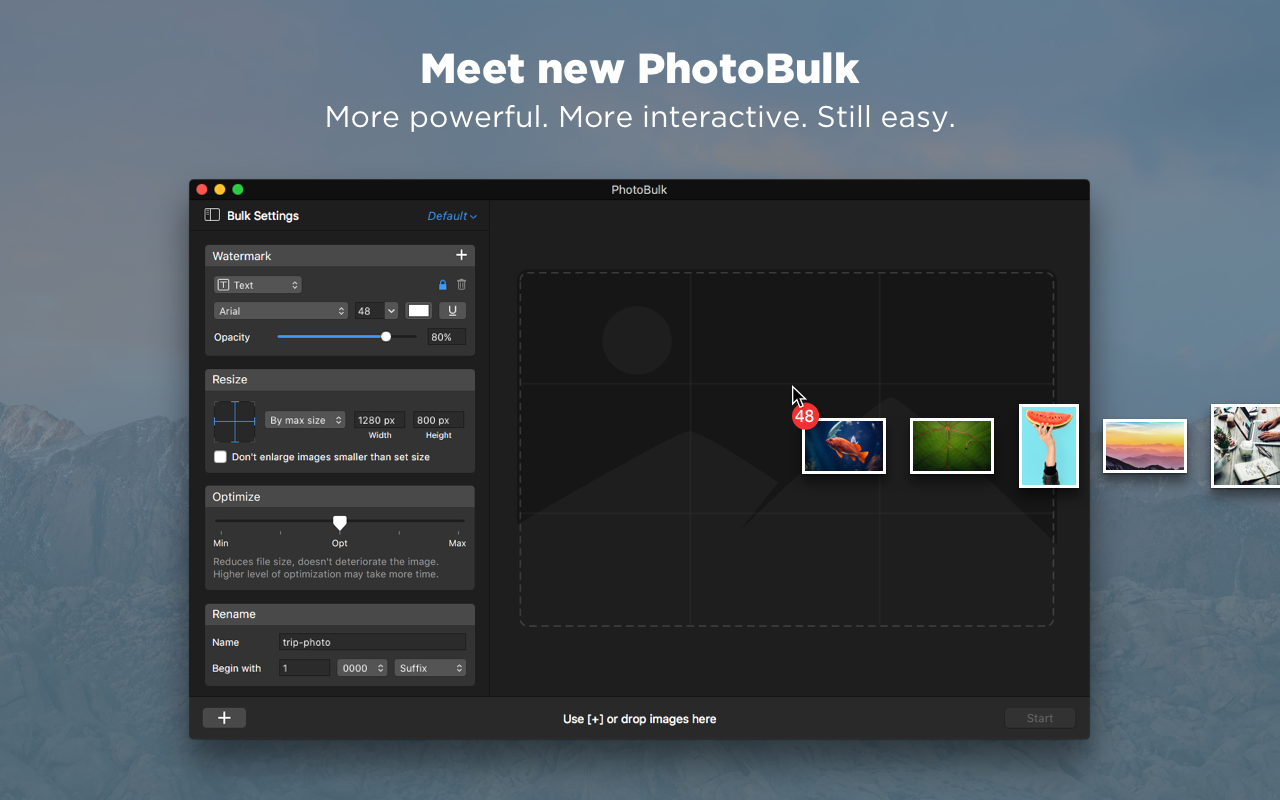 Meet new PhotoBulk
More powerful. More interactive. Still easy.
PhotoBulk
Bulk Settings Default
Watermark
T Text
Arial 48 U
Opacity 80%
Resize
By max size 1280 px 800 px
Width Height
Don't enlarge images smaller than set size
Optimize
Min Opt Max
Reduces file size, doesn't deteriorate the image.
Higher level of optimization may take more time.
Rename
Name trip-photo
Begin with 1 0000 Suffix
48
Use [+] or drop images here Start